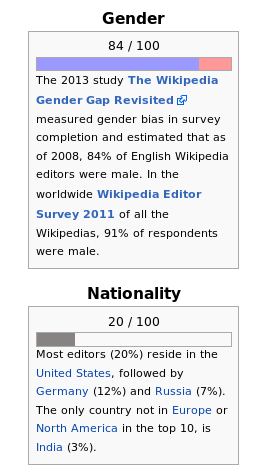 Gender
84 / 100
The 2013 study The Wikipedia
Gender Gap Revisited
measured gender bias in survey
completion and estimated that as
of 2008, 84% of English Wikipedia
editors were male. In the
worldwide Wikipedia Editor
Survey 2011 of all the
Wikipedias, 91% of respondents
were male.
Nationality
20 / 100
Most editors (20%) reside in the
United States, followed by
Germany (12%) and Russia (7%).
The only country not in Europe or
North America in the top 10, is
India (3%).